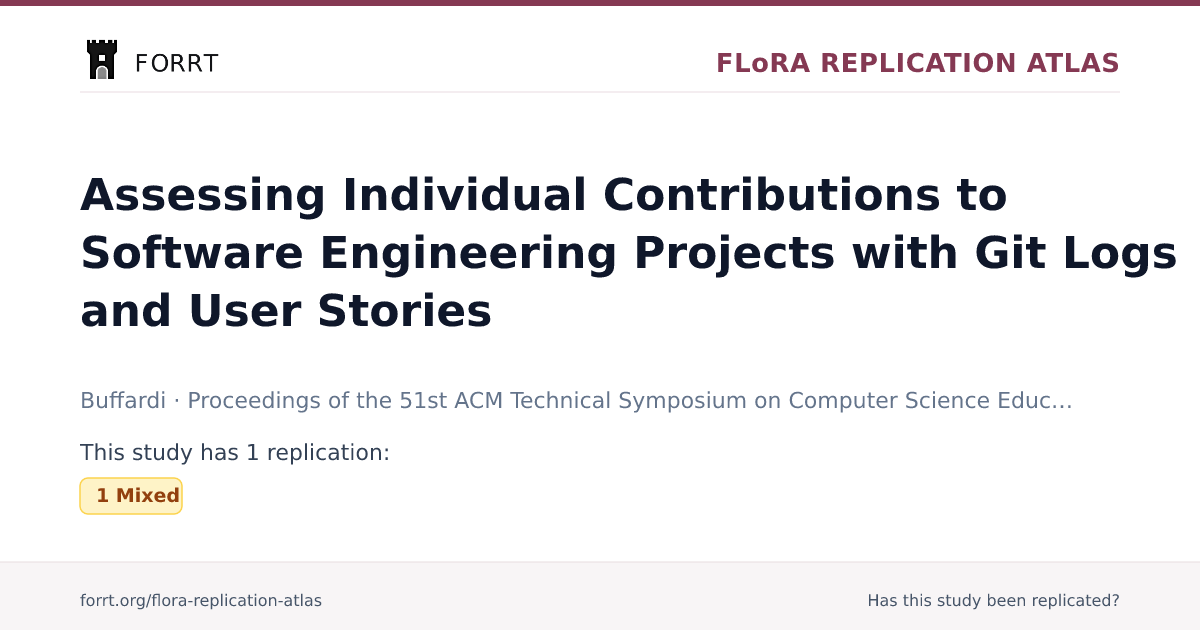 FORRT
FLoRA REPLICATION ATLAS
Assessing Individual Contributions to
Software Engineering Projects with Git Logs
and User Stories
Buffardi · Proceedings of the 51st ACM Technical Symposium on Computer Science Educ…
This study has 1 replication:
1 Mixed
forrt.org/flora-replication-atlas
Has this study been replicated?